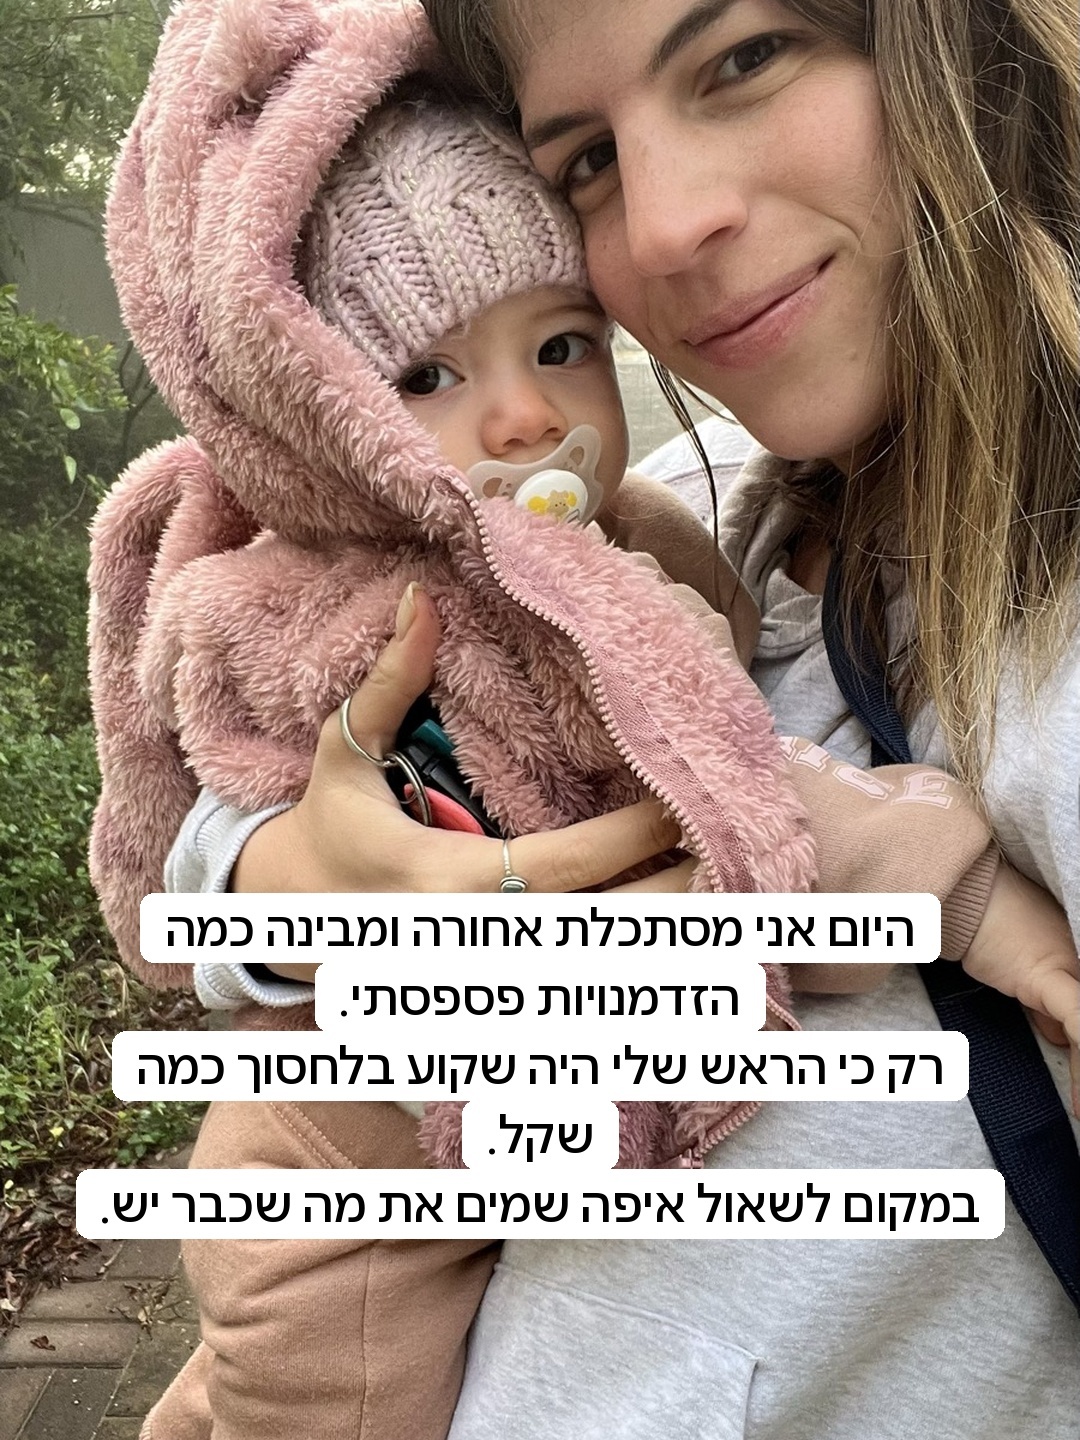 היום אני מסתכלת אחורה ומבינה כמה
הזדמנויות פספסתי.
רק כי הראש שלי היה שקוע בלחסוך כמה
שקל.
במקום לשאול איפה שמים את מה שכבר יש.